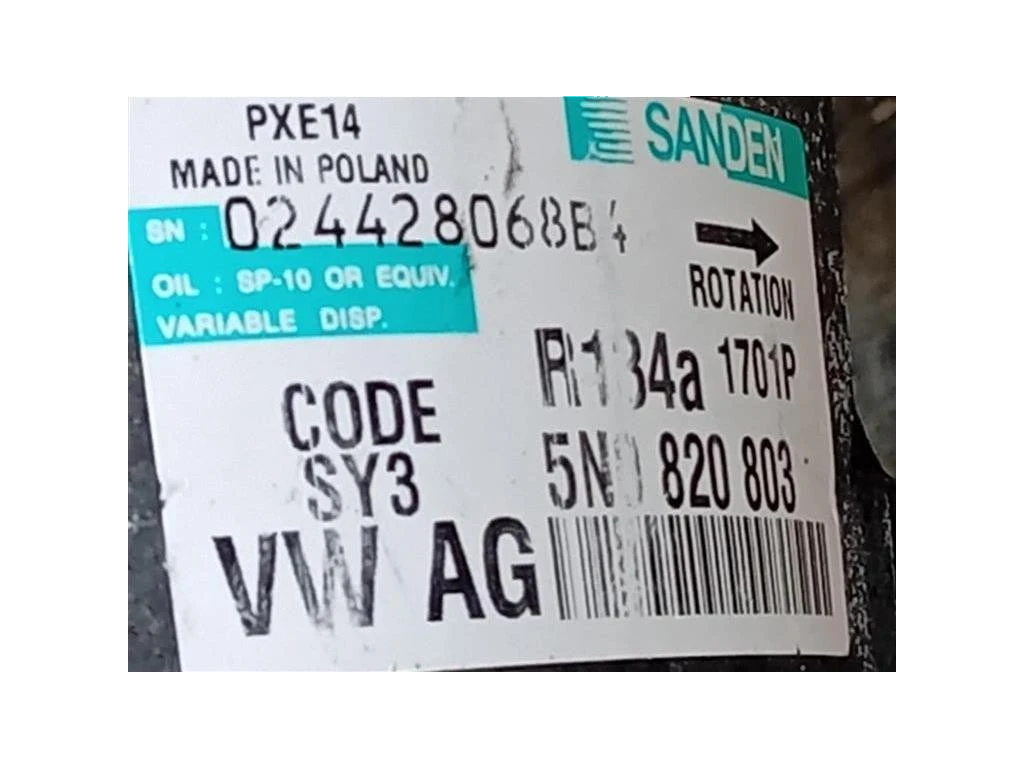 PXE14
SANDEN
MADE IN POLAND
SN : 024428068B4
ROTATION
OIL : SP-10 OR EQUIV.
VARIABLE DISP.
R134a 1701P
CODE
SY3
5N0 820 803
VW AG